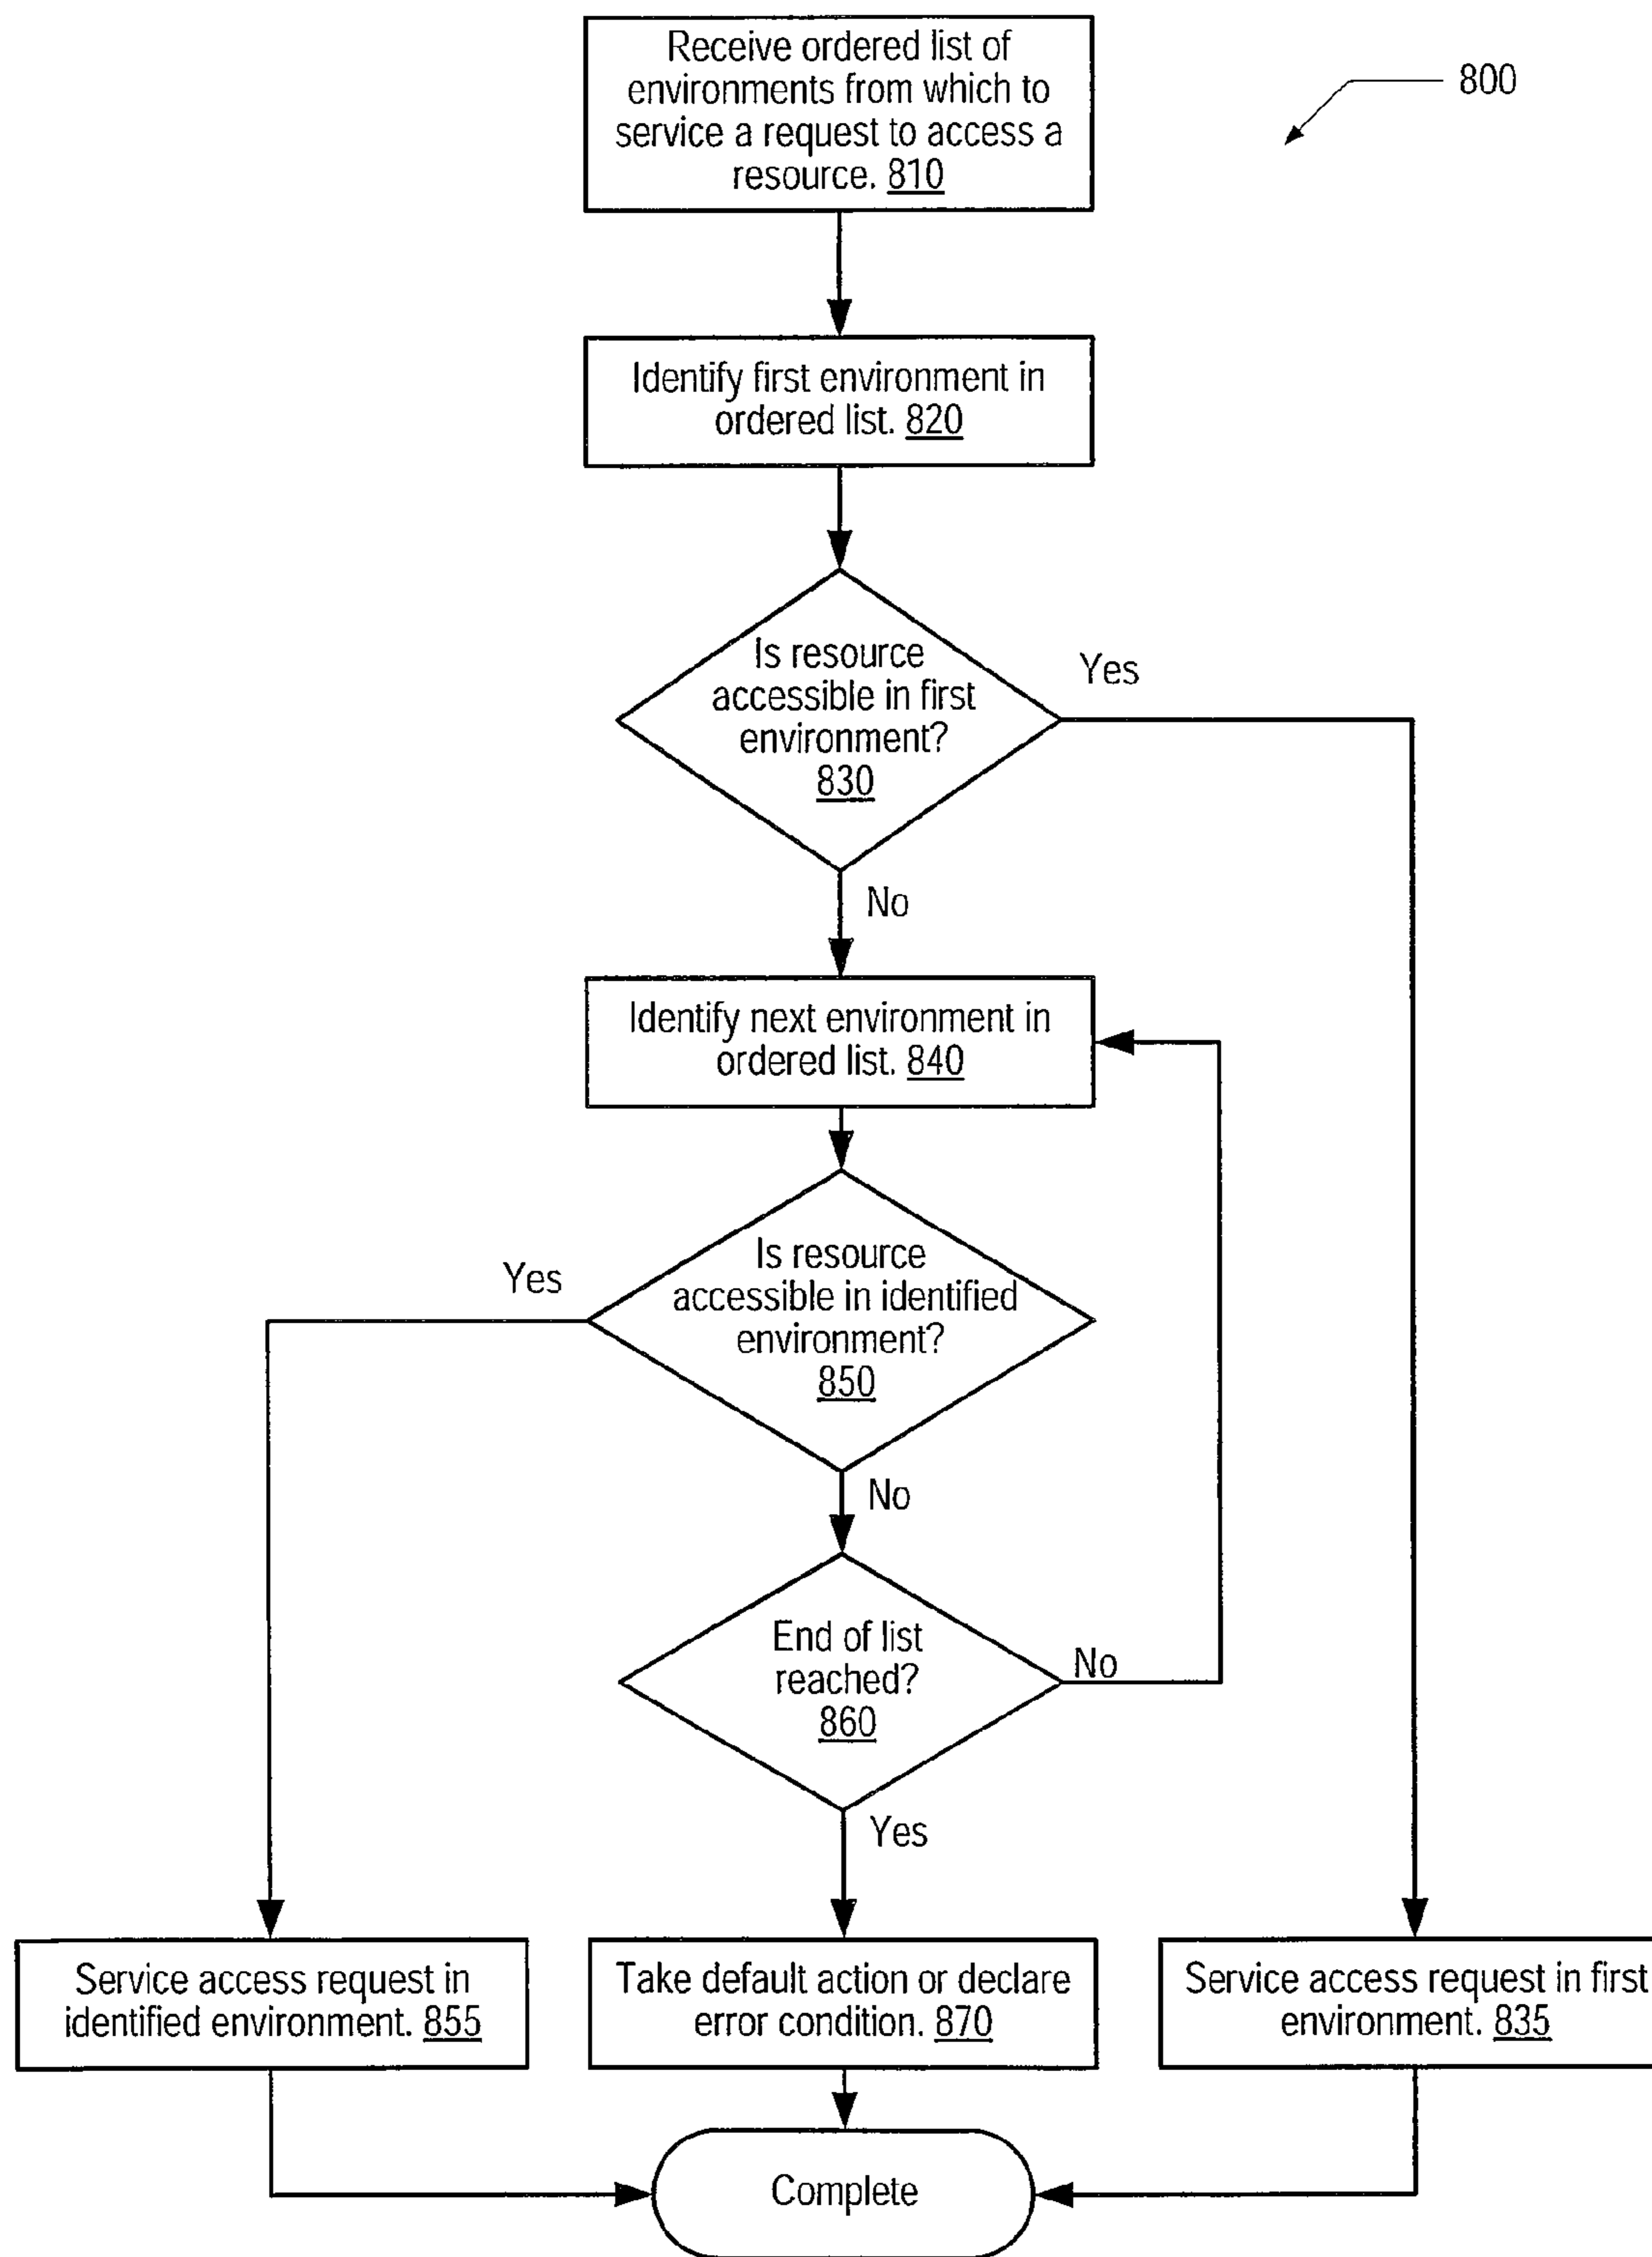 Receive ordered list of
environments from which to
service a request to access a
resource. 810
800
Identify first environment in
ordered list. 820
Is resource
accessible in first
environment?
830
Yes
No
Identify next environment in
ordered list. 840
Is resource
accessible in identified
environment?
850
Yes
No
End of list
reached?
860
No
Yes
Service access request in
identified environment. 855
Take default action or declare
error condition. 870
Service access request in first
environment. 835
Complete